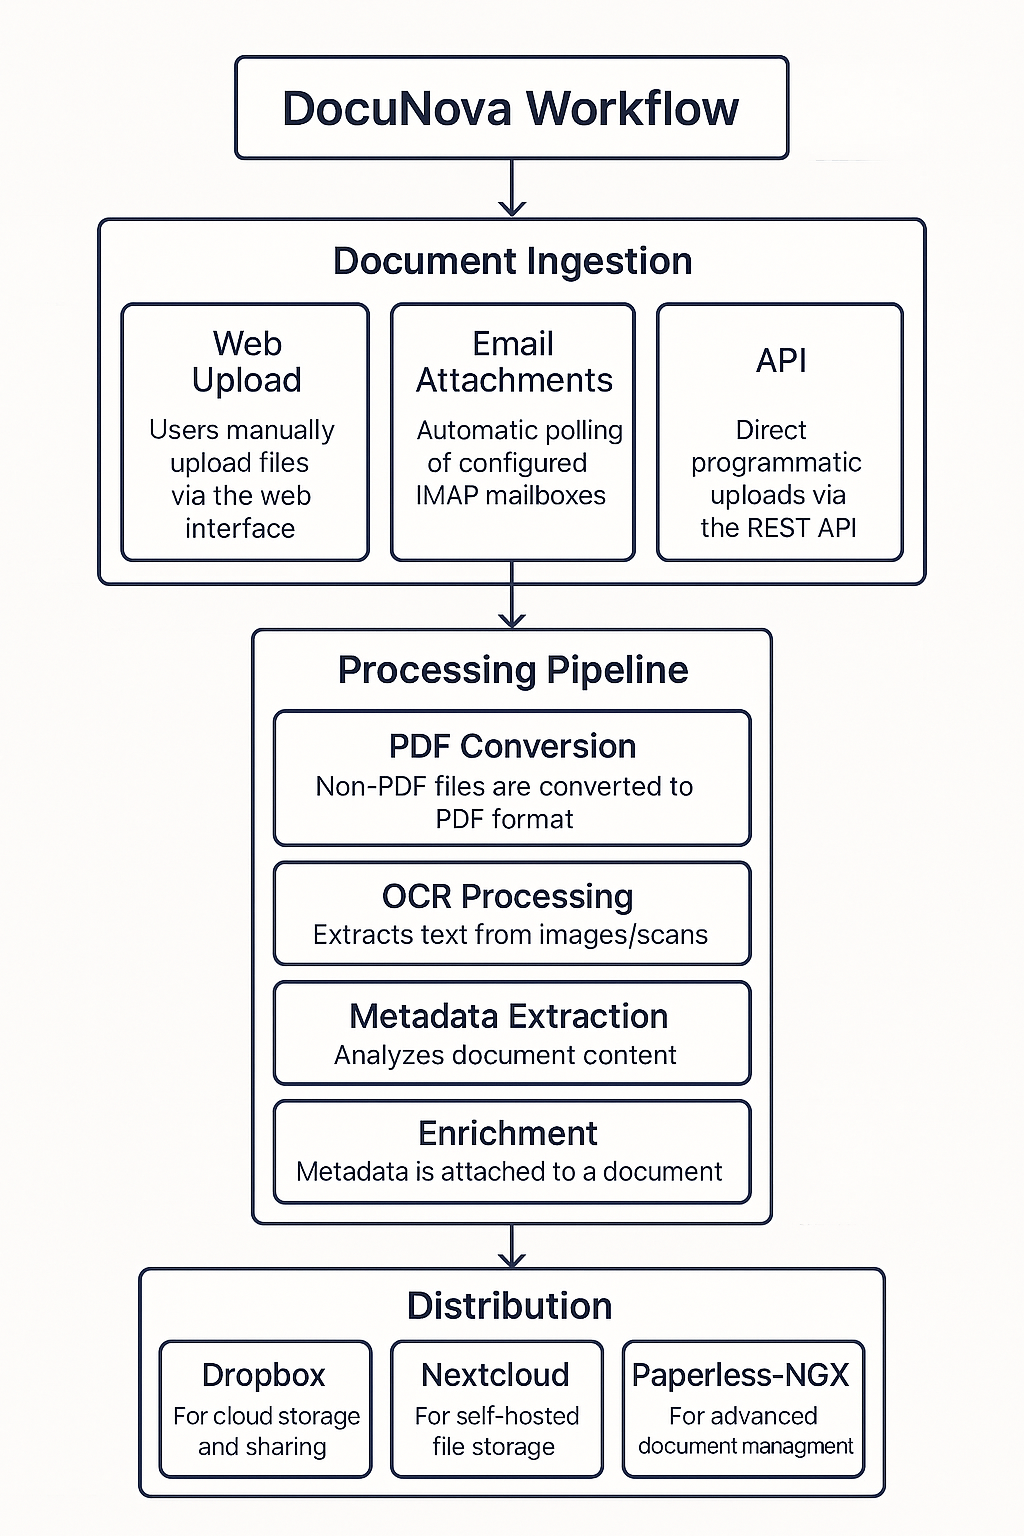 DocuNova Workflow
Document Ingestion
Web
Upload
Users manually
upload files
via the web
interface
Email
Attachments
Automatic polling
of configured
IMAP mailboxes
API
Direct
programmatic
uploads via
the REST API
Processing Pipeline
PDF Conversion
Non-PDF files are converted to
PDF format
OCR Processing
Extracts text from images/scans
Metadata Extraction
Analyzes document content
Enrichment
Metadata is attached to a document
Distribution
Dropbox
For cloud storage
and sharing
Nextcloud
For self-hosted
file storage
Paperless-NGX
For advanced
document managment